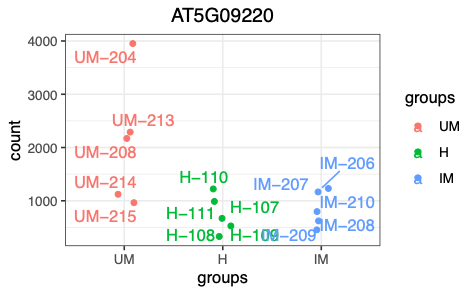 AT5G09220
4000
3000
2000
1000
count
UM-204
UM-213
UM-208
UM-214
UM-215
H-110
H-111
H-107
H-108
H-109
IM-206
IM-207
IM-210
IM-208
IM-209
UM
H
IM
groups
groups
a UM
a H
a IM